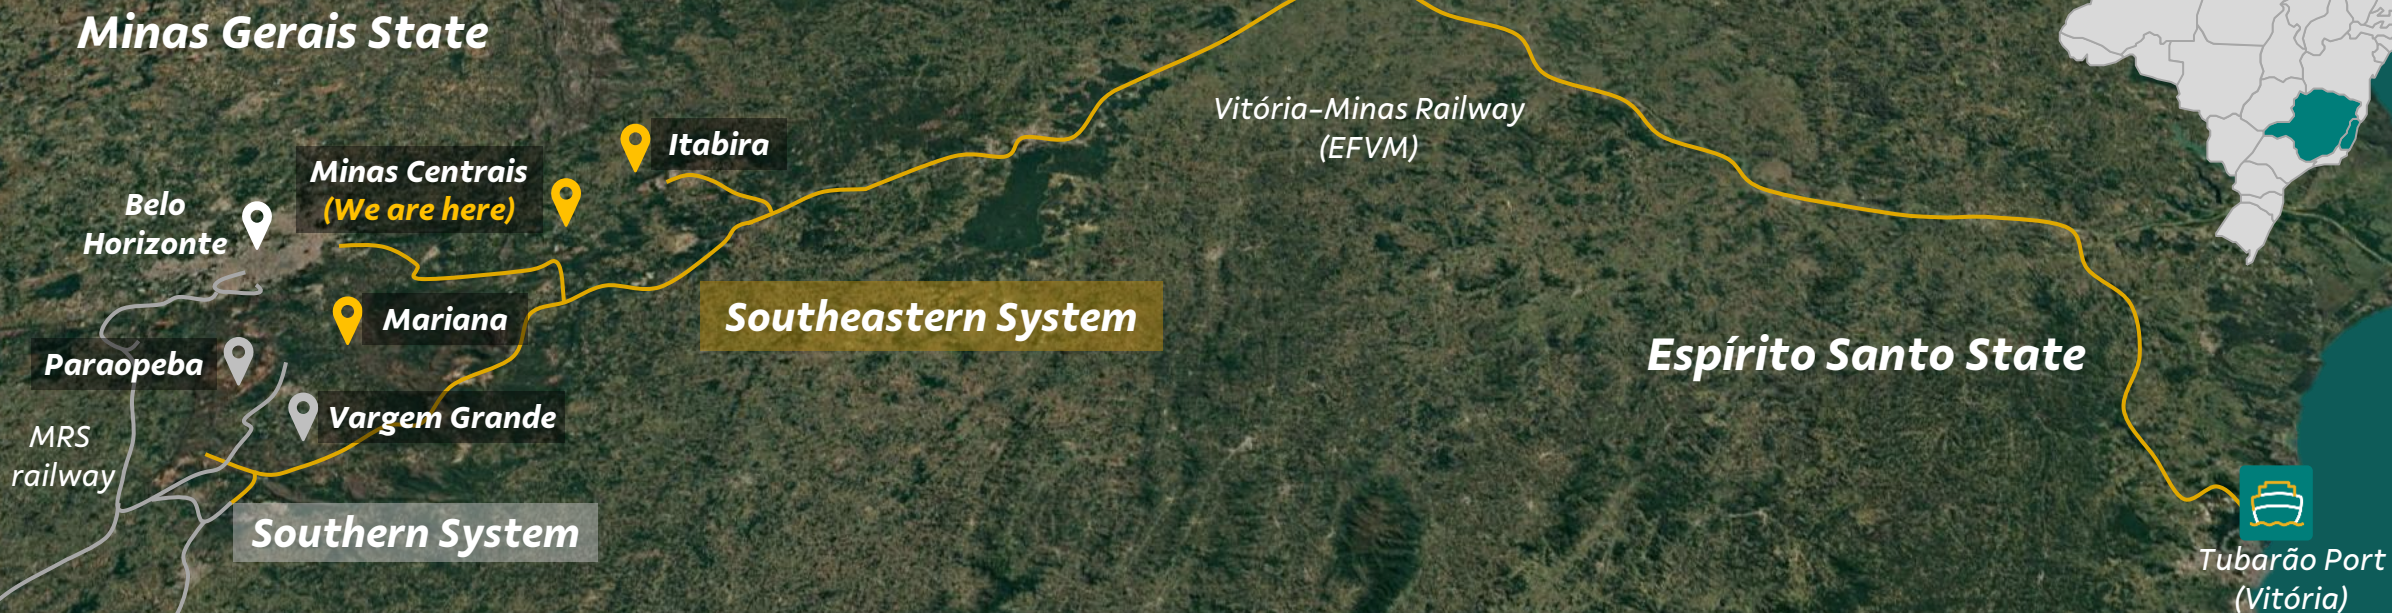 Minas Gerais State
Vitória-Minas Railway
(EFVM)
Itabira
Minas Centrais
(We are here)
Belo
Horizonte
Mariana
Southeastern System
Espírito Santo State
Paraopeba
Vargem Grande
MRS
railway
Southern System
Tubarão Port
(Vitória)